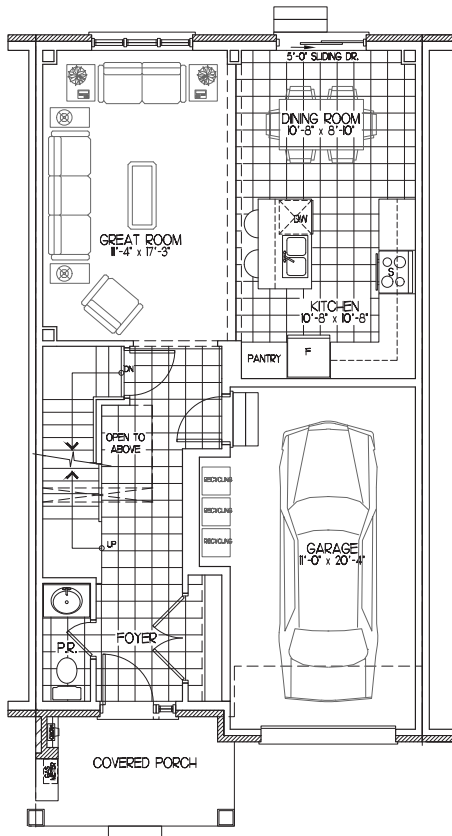 5'-0" SLIDING DR.
DINING ROOM
10'-8" x 8'-10"
DW
GREAT ROOM
11'-4" x 17'-3"
S
KITCHEN
10'-8" x 10'-8"
PANTRY
F
DN
OPEN TO
ABOVE
RECYCLING
RECYCLING
RECYCLING
UP
GARAGE
11'-0" x 20'-4"
FOYER
P.R.
COVERED PORCH
GAS
METER